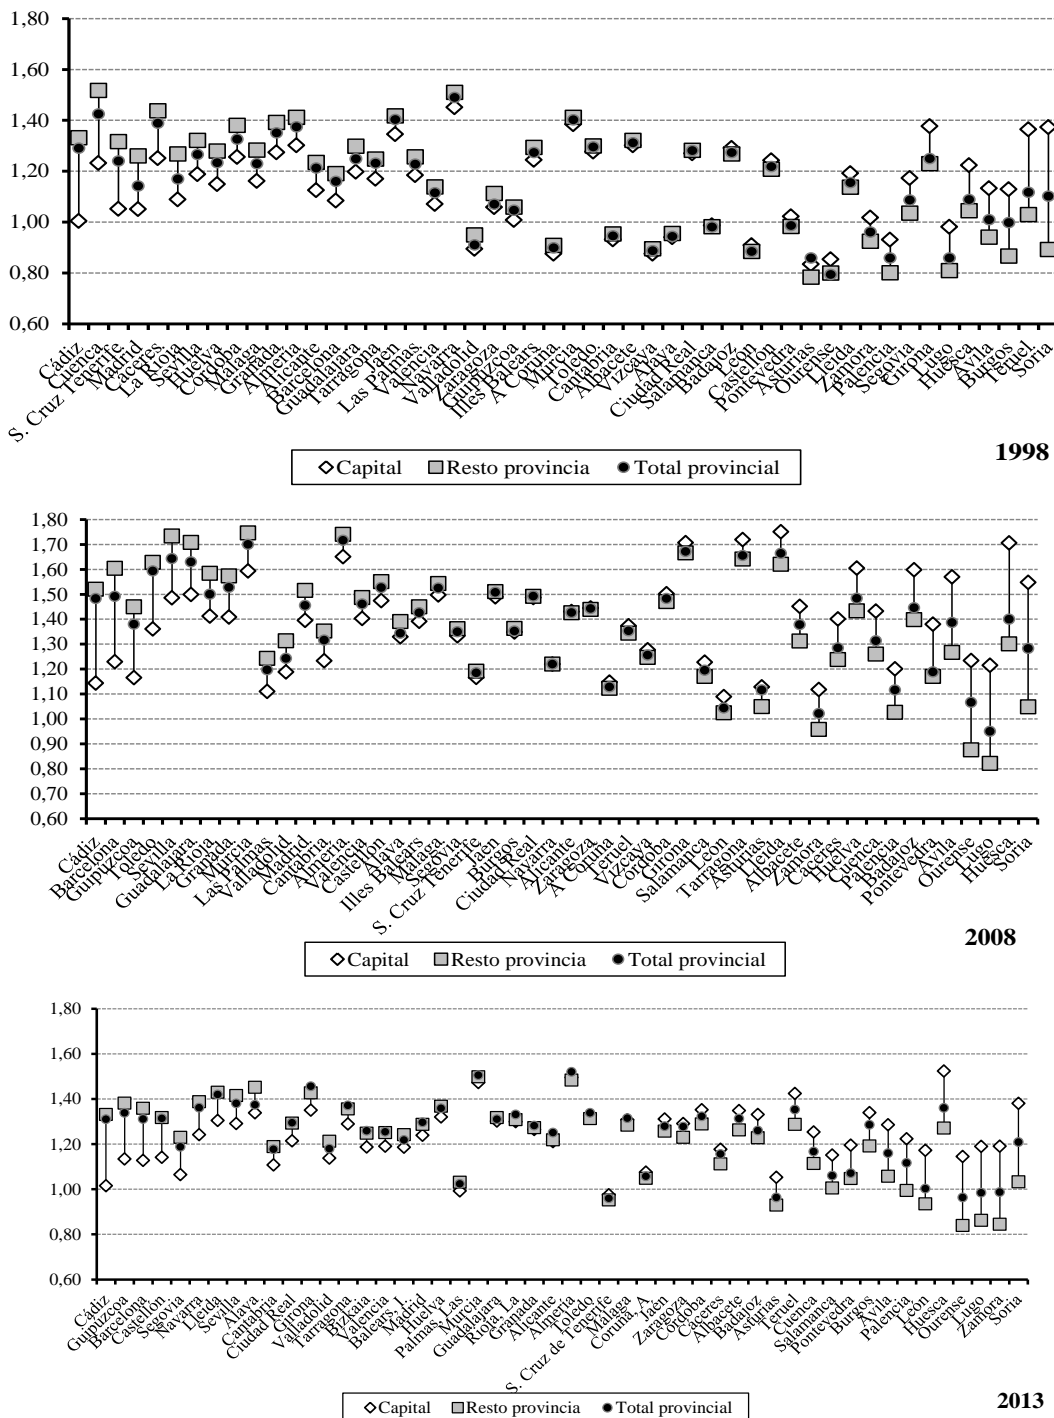 1,80
1,60
1,40
1,20
1,00
0,80
0,60
Cádiz
Cuenca
S. Cruz Tenerife
Madrid
Cáceres.
La Rioja
Sevilla
Huelva
Córdoba
Málaga
Granada
Almería
Alicante
Barcelona
Guadalajara
Tarragona
Jaén
Las Palmas.
Valencia
Navarra
Valladolid
Zaragoza
Guipúzcoa
Illes Balears.
A Coruna.
Murcia
Toledo.
Cantabria
Albacete
Vizcaya
Álava
Ciudad Real
Salamanca
Badajoz
León
Castellón
Pontevedra
Asturias
Ourense
Lleida
Zamora.
Palencia.
Segovia
Girona
Lugo
Huesca.
Ávila
Burgos
Teruel.
Soria
1998
Capital Resto provincia Total provincial
1,80
1,70
1,60
1,50
1,40
1,30
1,20
1,10
1,00
0,90
0,80
0,70
0,60
Cádiz
Barcelona
Guipuzcoa
Toledo
Sevilla
Guadalajara
La Rioja
Granada
Murcia
Las Palmas
Valladolid
Madrid
Cantabria
Almería
Valencia
Castellón
Álava
Illes Balears
Málaga
Segovia
S. Cruz Tenerife
Jaén
Burgos
Ciudad Real
Navarra
Alicante
Zaragoza
A Coruña
Teruel
Vizcaya
Córdoba
Girona
Salamanca
León
Tarragona
Asturias
Lleida
Albacete
Zamora
Cáceres
Huelva
Cuenca
Palencia
Badajoz
Pontevedra
Ávila
Ourense
Lugo
Huesca
Soria
2008
Capital Resto provincia Total provincial
1,80
1,60
1,40
1,20
1,00
0,80
0,60
Cádiz
Guipuzcoa
Barcelona
Castellón
Segovia
Navarra
Lleida
Sevilla
Alava
Cantabria
Ciudad Real
Girona
Valladolid
Tarragona
Bizkaia
Valencia
Balears, I.
Madrid
Huelva
Palmas, Las
Murcia
Guadalajara
Rioja, La
Granada
Alicante
Almería
Toledo
S. Cruz de Tenerife
Málaga
Coruña, A.
Jaén
Zaragoza
Córdoba
Cáceres
Albacete
Badajoz
Asturias
Teruel
Cuenca
Salamanca
Pontevedra
Burgos
Ávila
Palencia
León
Huesca
Ourense
Lugo
Zamora
Soria
2013
Capital Resto provincia Total provincial